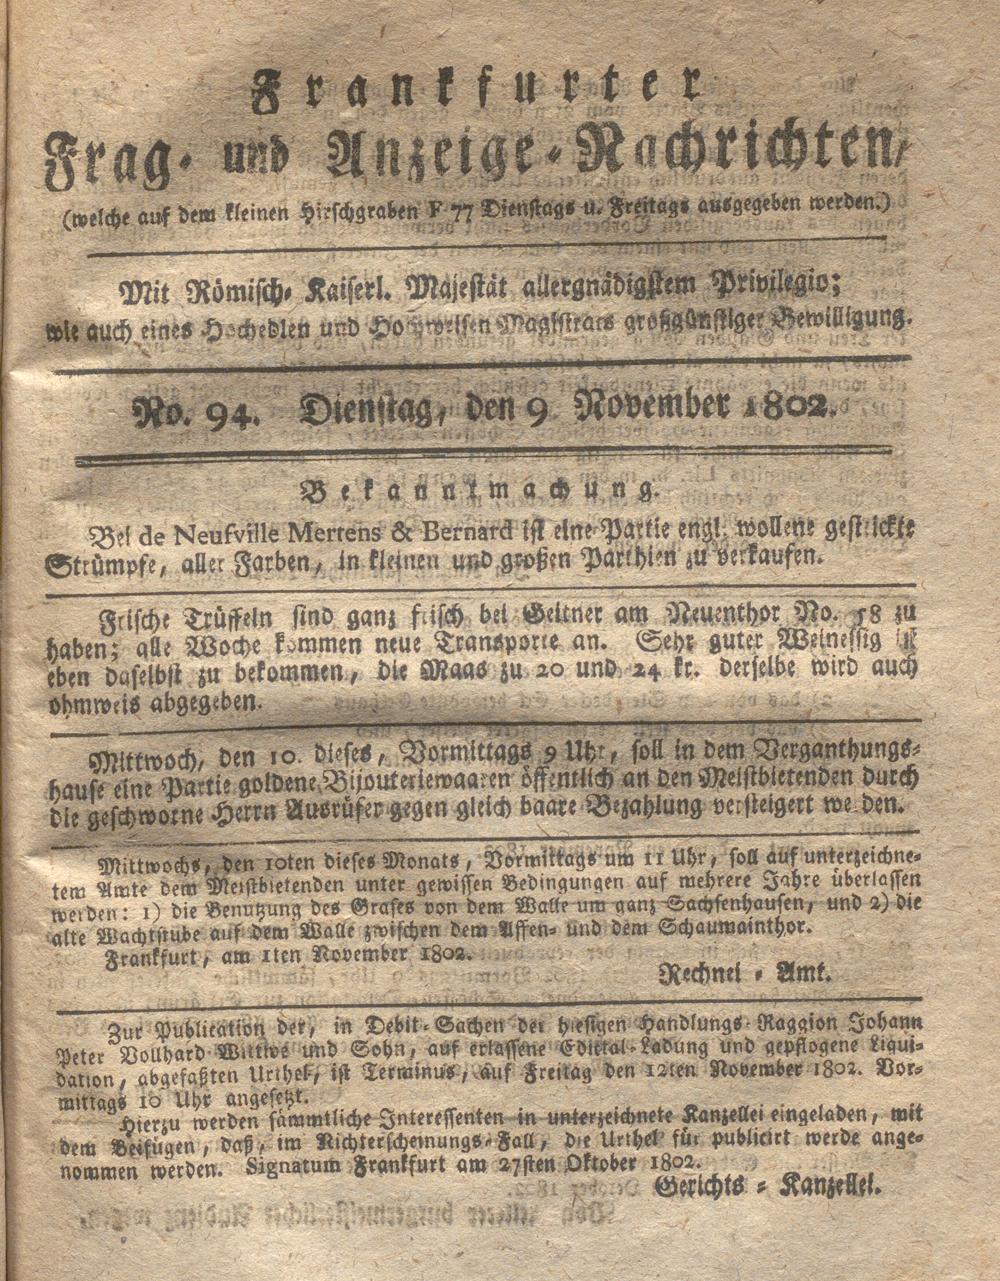 Frankfurter
Frag- und Anzeige-Nachrichten,
(welche auf dem kleinen Hirschgraben F 77 Dienstags u. Freitags ausgegeben werden.)
Mit Römisch- Kaiserl. Majestät allergnädigstem Privilegio;
wie auch eines Hochedlen und Hochweisen Magistrats großgünstiger Bewilligung.
No. 94. Dienstag, den 9 November 1802.
Bekanntmachung.
Bei de Neufville Mertens & Bernard ist eine Partie engl. wollene gestrickte
Strümpfe, aller Farben, in kleinen und großen Parthien zu verkaufen.
Frische Trüffeln sind ganz frisch bei Geltner am Neuenthor No. 58 zu
haben; alle Woche kommen neue Transporte an. Sehr guter Weinessig ist
eben daselbst zu bekommen, die Maas zu 20 und 24 kr. derselbe wird auch
ohmweis abgegeben.
Mittwoch, den 10. dieses, Vormittags 9 Uhr, soll in dem Verganthungs-
hause eine Partie goldene Bijouteriewaaren öffentlich an den Meistbietenden durch
die geschworne Herrn Ausrüfer gegen gleich baare Bezahlung versteigert werden.
Mittwochs, den 10ten dieses Monats, Vormittags um 11 Uhr, soll auf unterzeichne-
tem Amte dem Meistbietenden unter gewissen Bedingungen auf mehrere Jahre überlassen
werden: 1) die Benutzung des Grases von dem Walle um ganz Sachsenhausen, und 2) die
alte Wachtstube auf dem Walle zwischen dem Affen- und dem Schaumainthor.
Frankfurt, am 1ten November 1802.
Rechnei - Amt.
Zur Publication der, in Debit-Sachen der hiesigen Handlungs-Raggion Johann
Peter Vollhard Wittwe und Sohn, auf erlassene Edictal-Ladung und gepflogene Liqui-
dation, abgefaßten Urthel, ist Terminus, auf Freitag den 12ten November 1802. Vor-
mittags 10 Uhr angesetzt.
Hierzu werden sämmtliche Interessenten in unterzeichnete Kanzellei eingeladen, mit
dem Beifügen, daß, im Nichterscheinungs-Fall, die Urthel für publicirt werde ange-
nommen werden. Signatum Frankfurt am 27sten Oktober 1802.
Gerichts - Kanzellei.